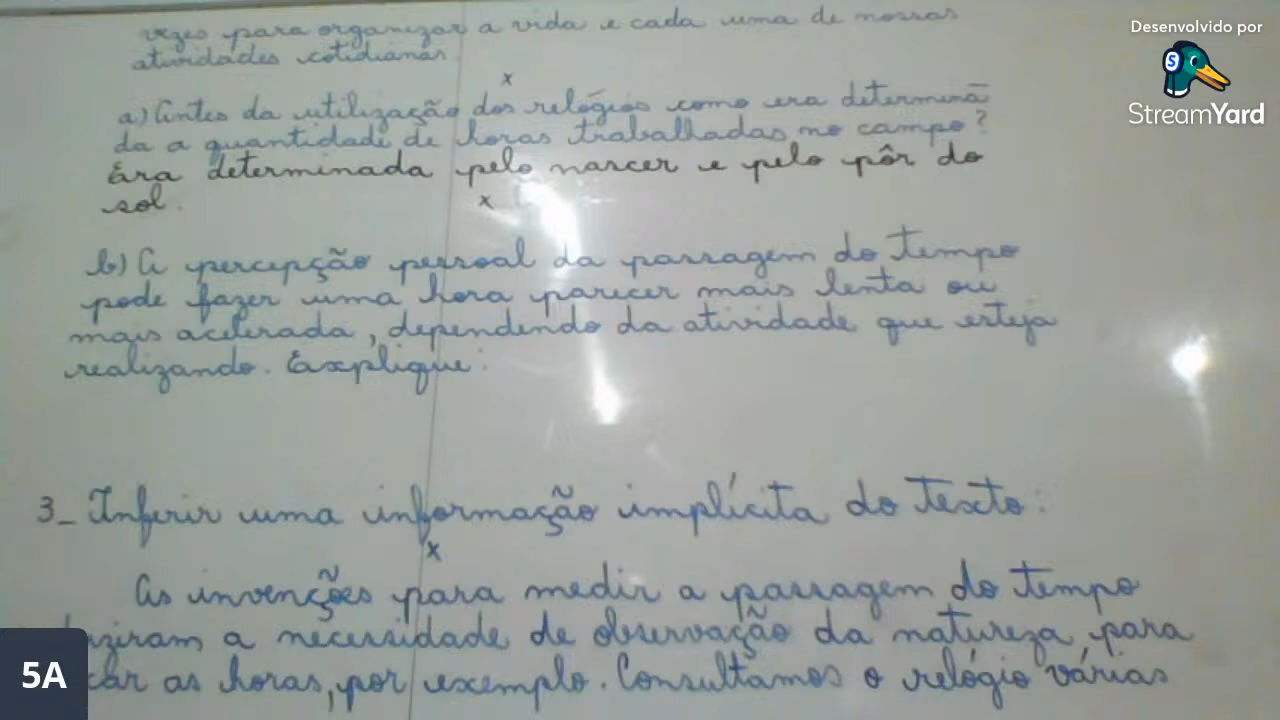 vezes para organizar a vida e cada uma de nossas
atividades cotidianas.
x
a) Antes da utilização dos relógios como era determina
da a quantidade de horas trabalhadas no campo?
Era determinada pelo nascer e pelo pôr do
sol.
x
b) A percepção pessoal da passagem do tempo
pode fazer uma hora parecer mais lenta ou
mais acelerada, dependendo da atividade que esteja
realizando. Explique:
3- Inferir uma informação implícita do texto:
x
As invenções para medir a passagem do tempo
a necessidade de observação da natureza para
as horas, por exemplo. Consultamos o relógio várias
Desenvolvido por
StreamYard
5A